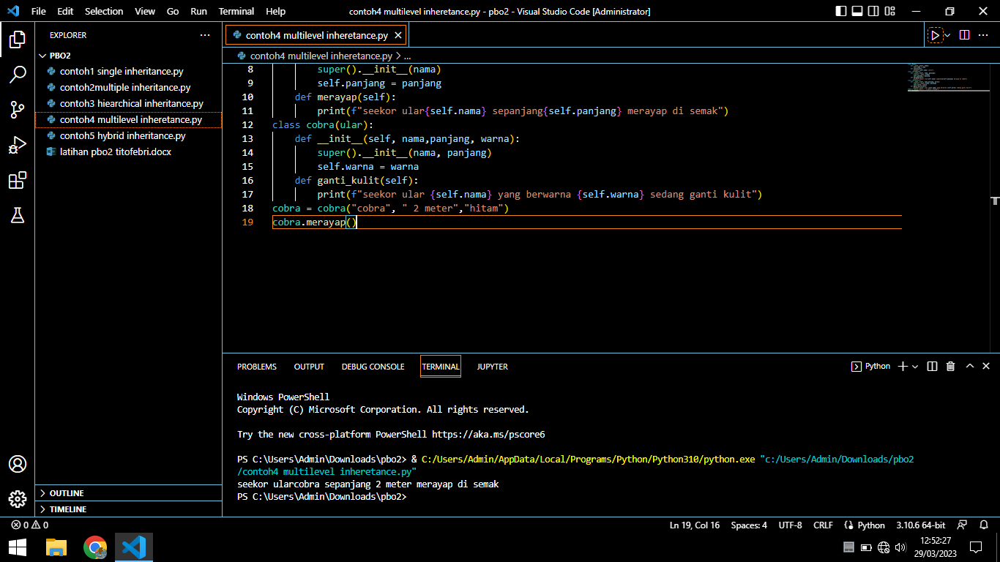 File Edit Selection View Go Run Terminal Help
contoh4 multilevel inheretance.py - pbo2 - Visual Studio Code [Administrator]
EXPLORER
PBO2
contoh1 single inheritance.py
contoh2multiple inheritance.py
contoh3 hiearchical inheritance.py
contoh4 multilevel inheretance.py
contoh5 hybrid inheritance.py
latihan pbo2 titofebri.docx
OUTLINE
TIMELINE
contoh4 multilevel inheretance.py
contoh4 multilevel inheretance.py > ...
8 super().__init__(nama)
9 self.panjang = panjang
10 def merayap(self):
11 print(f"seekor ular{self.nama} sepanjang{self.panjang} merayap di semak")
12 class cobra(ular):
13 def __init__(self, nama,panjang, warna):
14 super().__init__(nama, panjang)
15 self.warna = warna
16 def ganti_kulit(self):
17 print(f"seekor ular {self.nama} yang berwarna {self.warna} sedang ganti kulit")
18 cobra = cobra("cobra", " 2 meter","hitam")
19 cobra.merayap()
PROBLEMS OUTPUT DEBUG CONSOLE TERMINAL JUPYTER
Python
Windows PowerShell
Copyright (C) Microsoft Corporation. All rights reserved.
Try the new cross-platform PowerShell https://aka.ms/pscore6
PS C:\Users\Admin\Downloads\pbo2> & C:/Users/Admin/AppData/Local/Programs/Python/Python310/python.exe "c:/Users/Admin/Downloads/pbo2
/contoh4 multilevel inheretance.py"
seekor ularcobra sepanjang 2 meter merayap di semak
PS C:\Users\Admin\Downloads\pbo2>
0 0
Ln 19, Col 16 Spaces: 4 UTF-8 CRLF Python 3.10.6 64-bit
12:52:27
29/03/2023